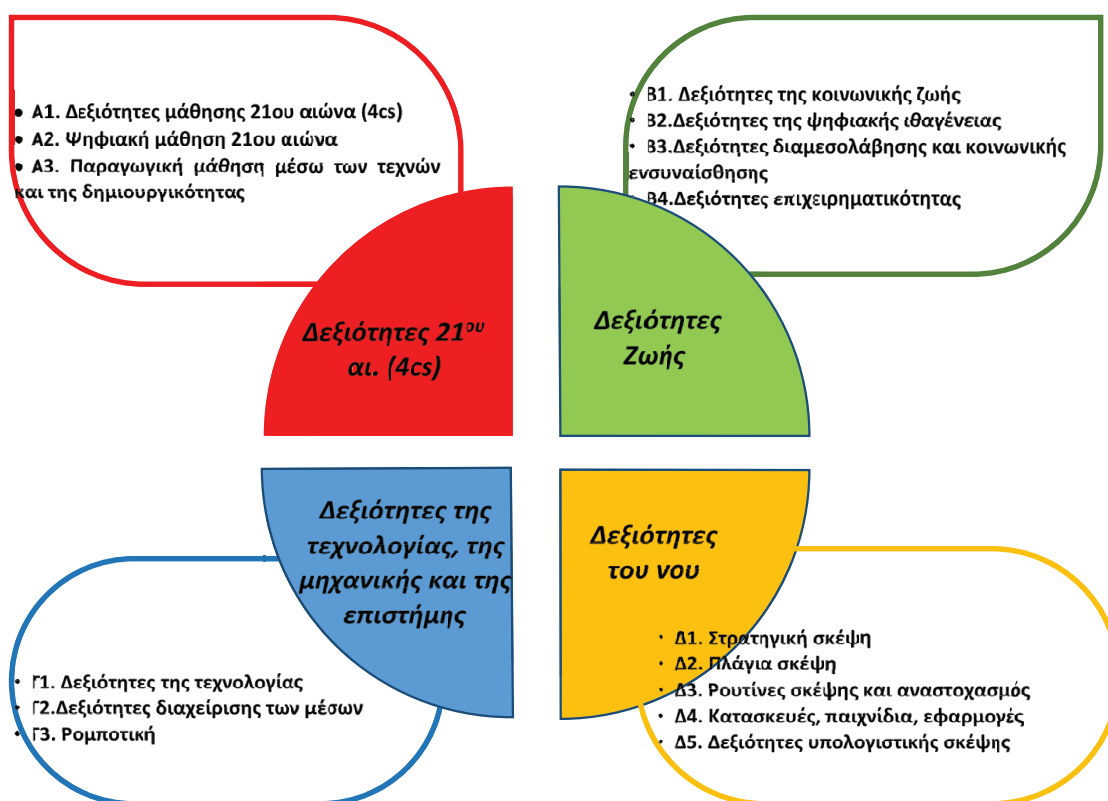 • Α1. Δεξιότητες μάθησης 21ου αιώνα (4cs)
• Α2. Ψηφιακή μάθηση 21ου αιώνα
• Α3. Παραγωγική μάθηση μέσω των τεχνών
και της δημιουργικότητας
• Β1. Δεξιότητες της κοινωνικής ζωής
• Β2.Δεξιότητες της ψηφιακής ιθαγένειας
• Β3.Δεξιότητες διαμεσολάβησης και κοινωνικής
ενσυναίσθησης
• Β4.Δεξιότητες επιχειρηματικότητας
Δεξιότητες 21ου
αι. (4cs)
Δεξιότητες
Ζωής
Δεξιότητες της
τεχνολογίας, της
μηχανικής και της
επιστήμης
Δεξιότητες
του νου
• Γ1. Δεξιότητες της τεχνολογίας
• Γ2.Δεξιότητες διαχείρισης των μέσων
• Γ3. Ρομποτική
• Δ1. Στρατηγική σκέψη
• Δ2. Πλάγια σκέψη
• Δ3. Ρουτίνες σκέψης και αναστοχασμός
• Δ4. Κατασκευές, παιχνίδια, εφαρμογές
• Δ5. Δεξιότητες υπολογιστικής σκέψης